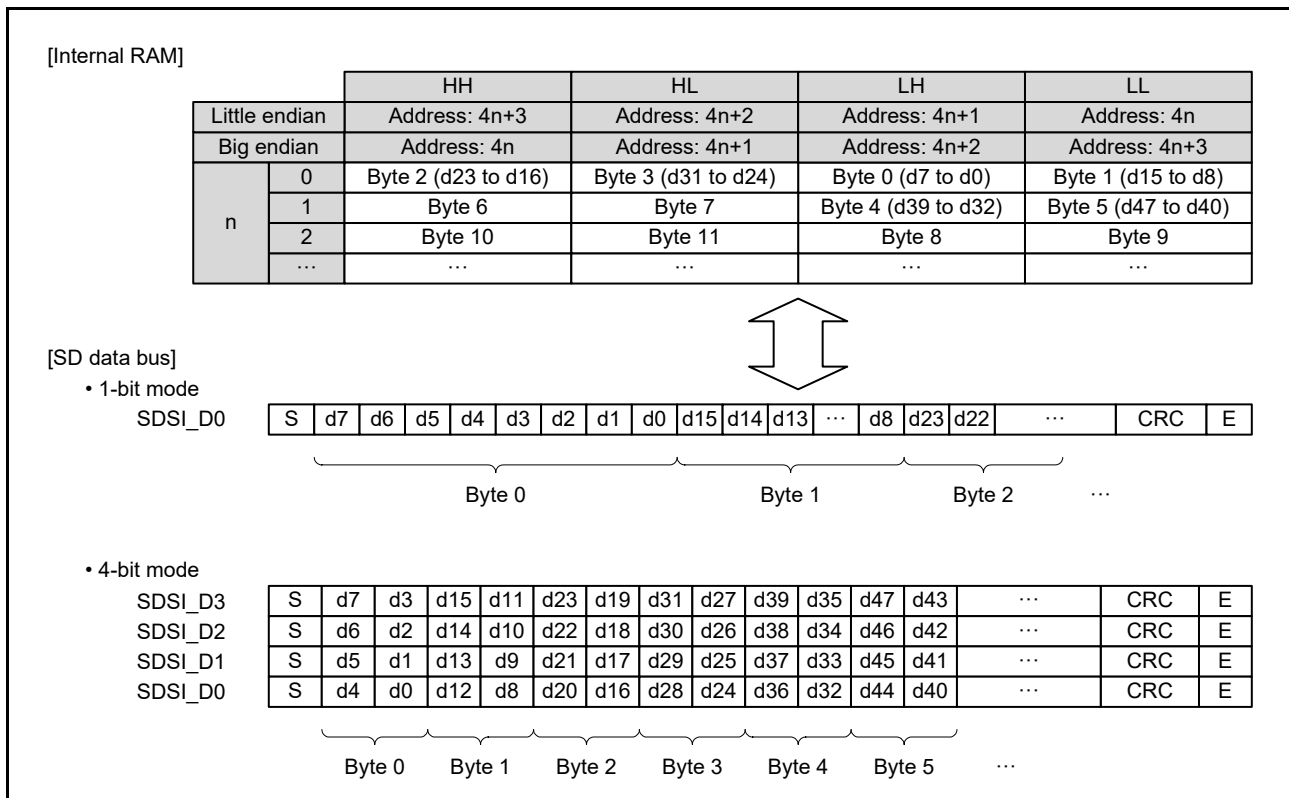 [Internal RAM]
HH HL LH LL
Little endian Address: 4n+3 Address: 4n+2 Address: 4n+1 Address: 4n
Big endian Address: 4n Address: 4n+1 Address: 4n+2 Address: 4n+3
n 0 Byte 2 (d23 to d16) Byte 3 (d31 to d24) Byte 0 (d7 to d0) Byte 1 (d15 to d8)
1 Byte 6 Byte 7 Byte 4 (d39 to d32) Byte 5 (d47 to d40)
2 Byte 10 Byte 11 Byte 8 Byte 9
… … … … …
[SD data bus]
• 1-bit mode
SDSI_D0 S d7 d6 d5 d4 d3 d2 d1 d0 d15 d14 d13 … d8 d23 d22 … CRC E
Byte 0 Byte 1 Byte 2 …
• 4-bit mode
SDSI_D3 S d7 d3 d15 d11 d23 d19 d31 d27 d39 d35 d47 d43 … CRC E
SDSI_D2 S d6 d2 d14 d10 d22 d18 d30 d26 d38 d34 d46 d42 … CRC E
SDSI_D1 S d5 d1 d13 d9 d21 d17 d29 d25 d37 d33 d45 d41 … CRC E
SDSI_D0 S d4 d0 d12 d8 d20 d16 d28 d24 d36 d32 d44 d40 … CRC E
Byte 0 Byte 1 Byte 2 Byte 3 Byte 4 Byte 5 …